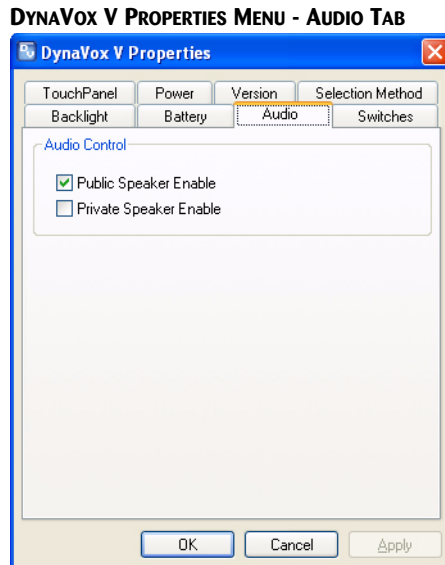 DynaVox V Properties Menu - Audio Tab
DynaVox V Properties
TouchPanel Power Version Selection Method
Backlight Battery Audio Switches
Audio Control
Public Speaker Enable
Private Speaker Enable
OK Cancel Apply